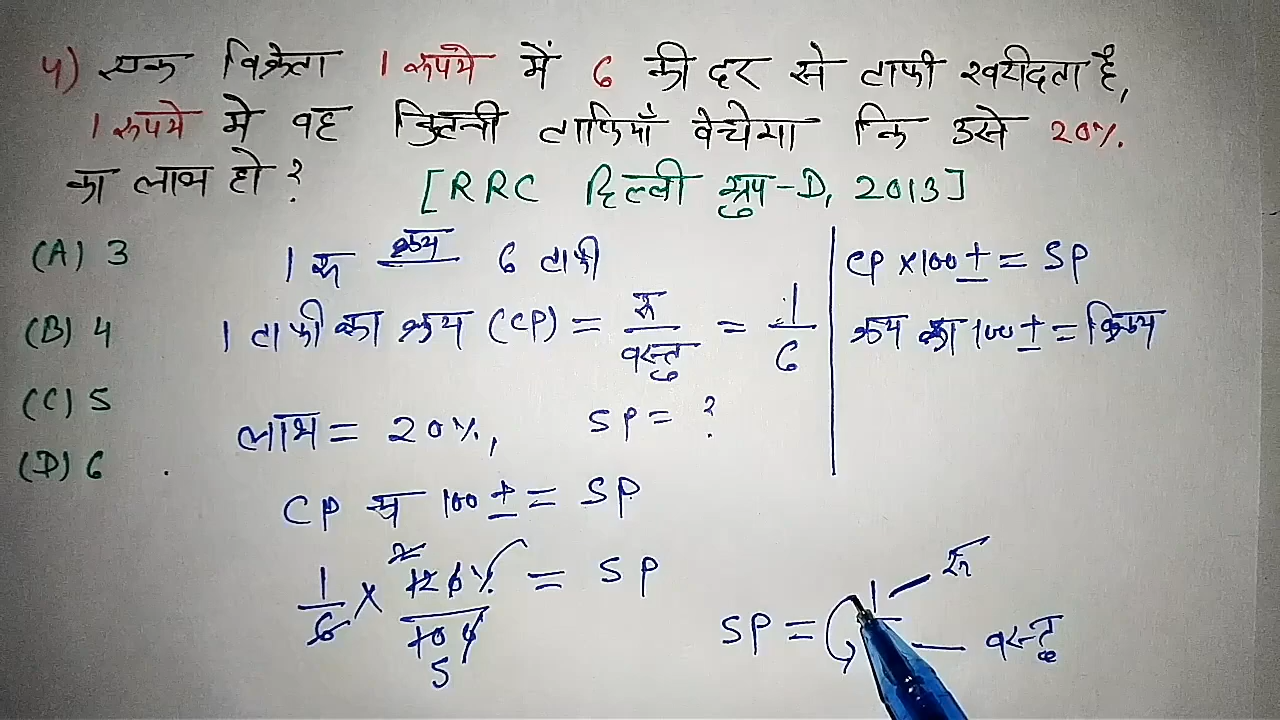 4) एक विक्रेता 1 रुपये में 6 की दर से टाफी खरीदता है,
1 रुपये में वह कितनी टाफियाँ बेचेगा कि उसे 20%
का लाभ हो ?
[RRC दिल्ली ग्रुप-D, 2013]
(A) 3
(B) 4
(C) 5
(D) 6
1 रु क्रय 6 टाफी
1 टाफी का क्रय (CP) = रु / वस्तु = 1 / 6
लाभ = 20%, SP = ?
CP का 100 ± = SP
1/6 × 120% / 100 = SP
2
5
CP × 100 ± = SP
क्रय का 100 ± = विक्रय
SP = 1 रु
वस्तु